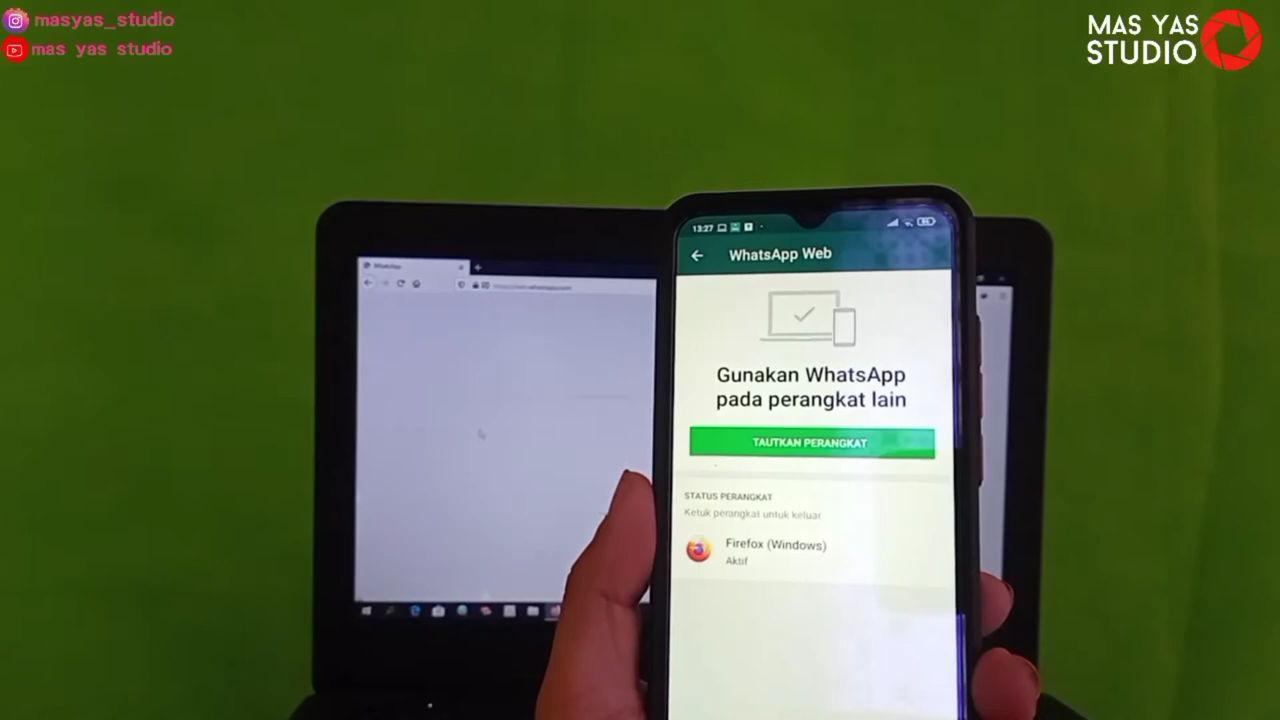 masyas_studio
mas yas studio
MAS YAS
STUDIO
WhatsApp
13:27
WhatsApp Web
Gunakan WhatsApp
pada perangkat lain
TAUTKAN PERANGKAT
STATUS PERANGKAT
Ketuk perangkat untuk keluar
Firefox (Windows)
Aktif